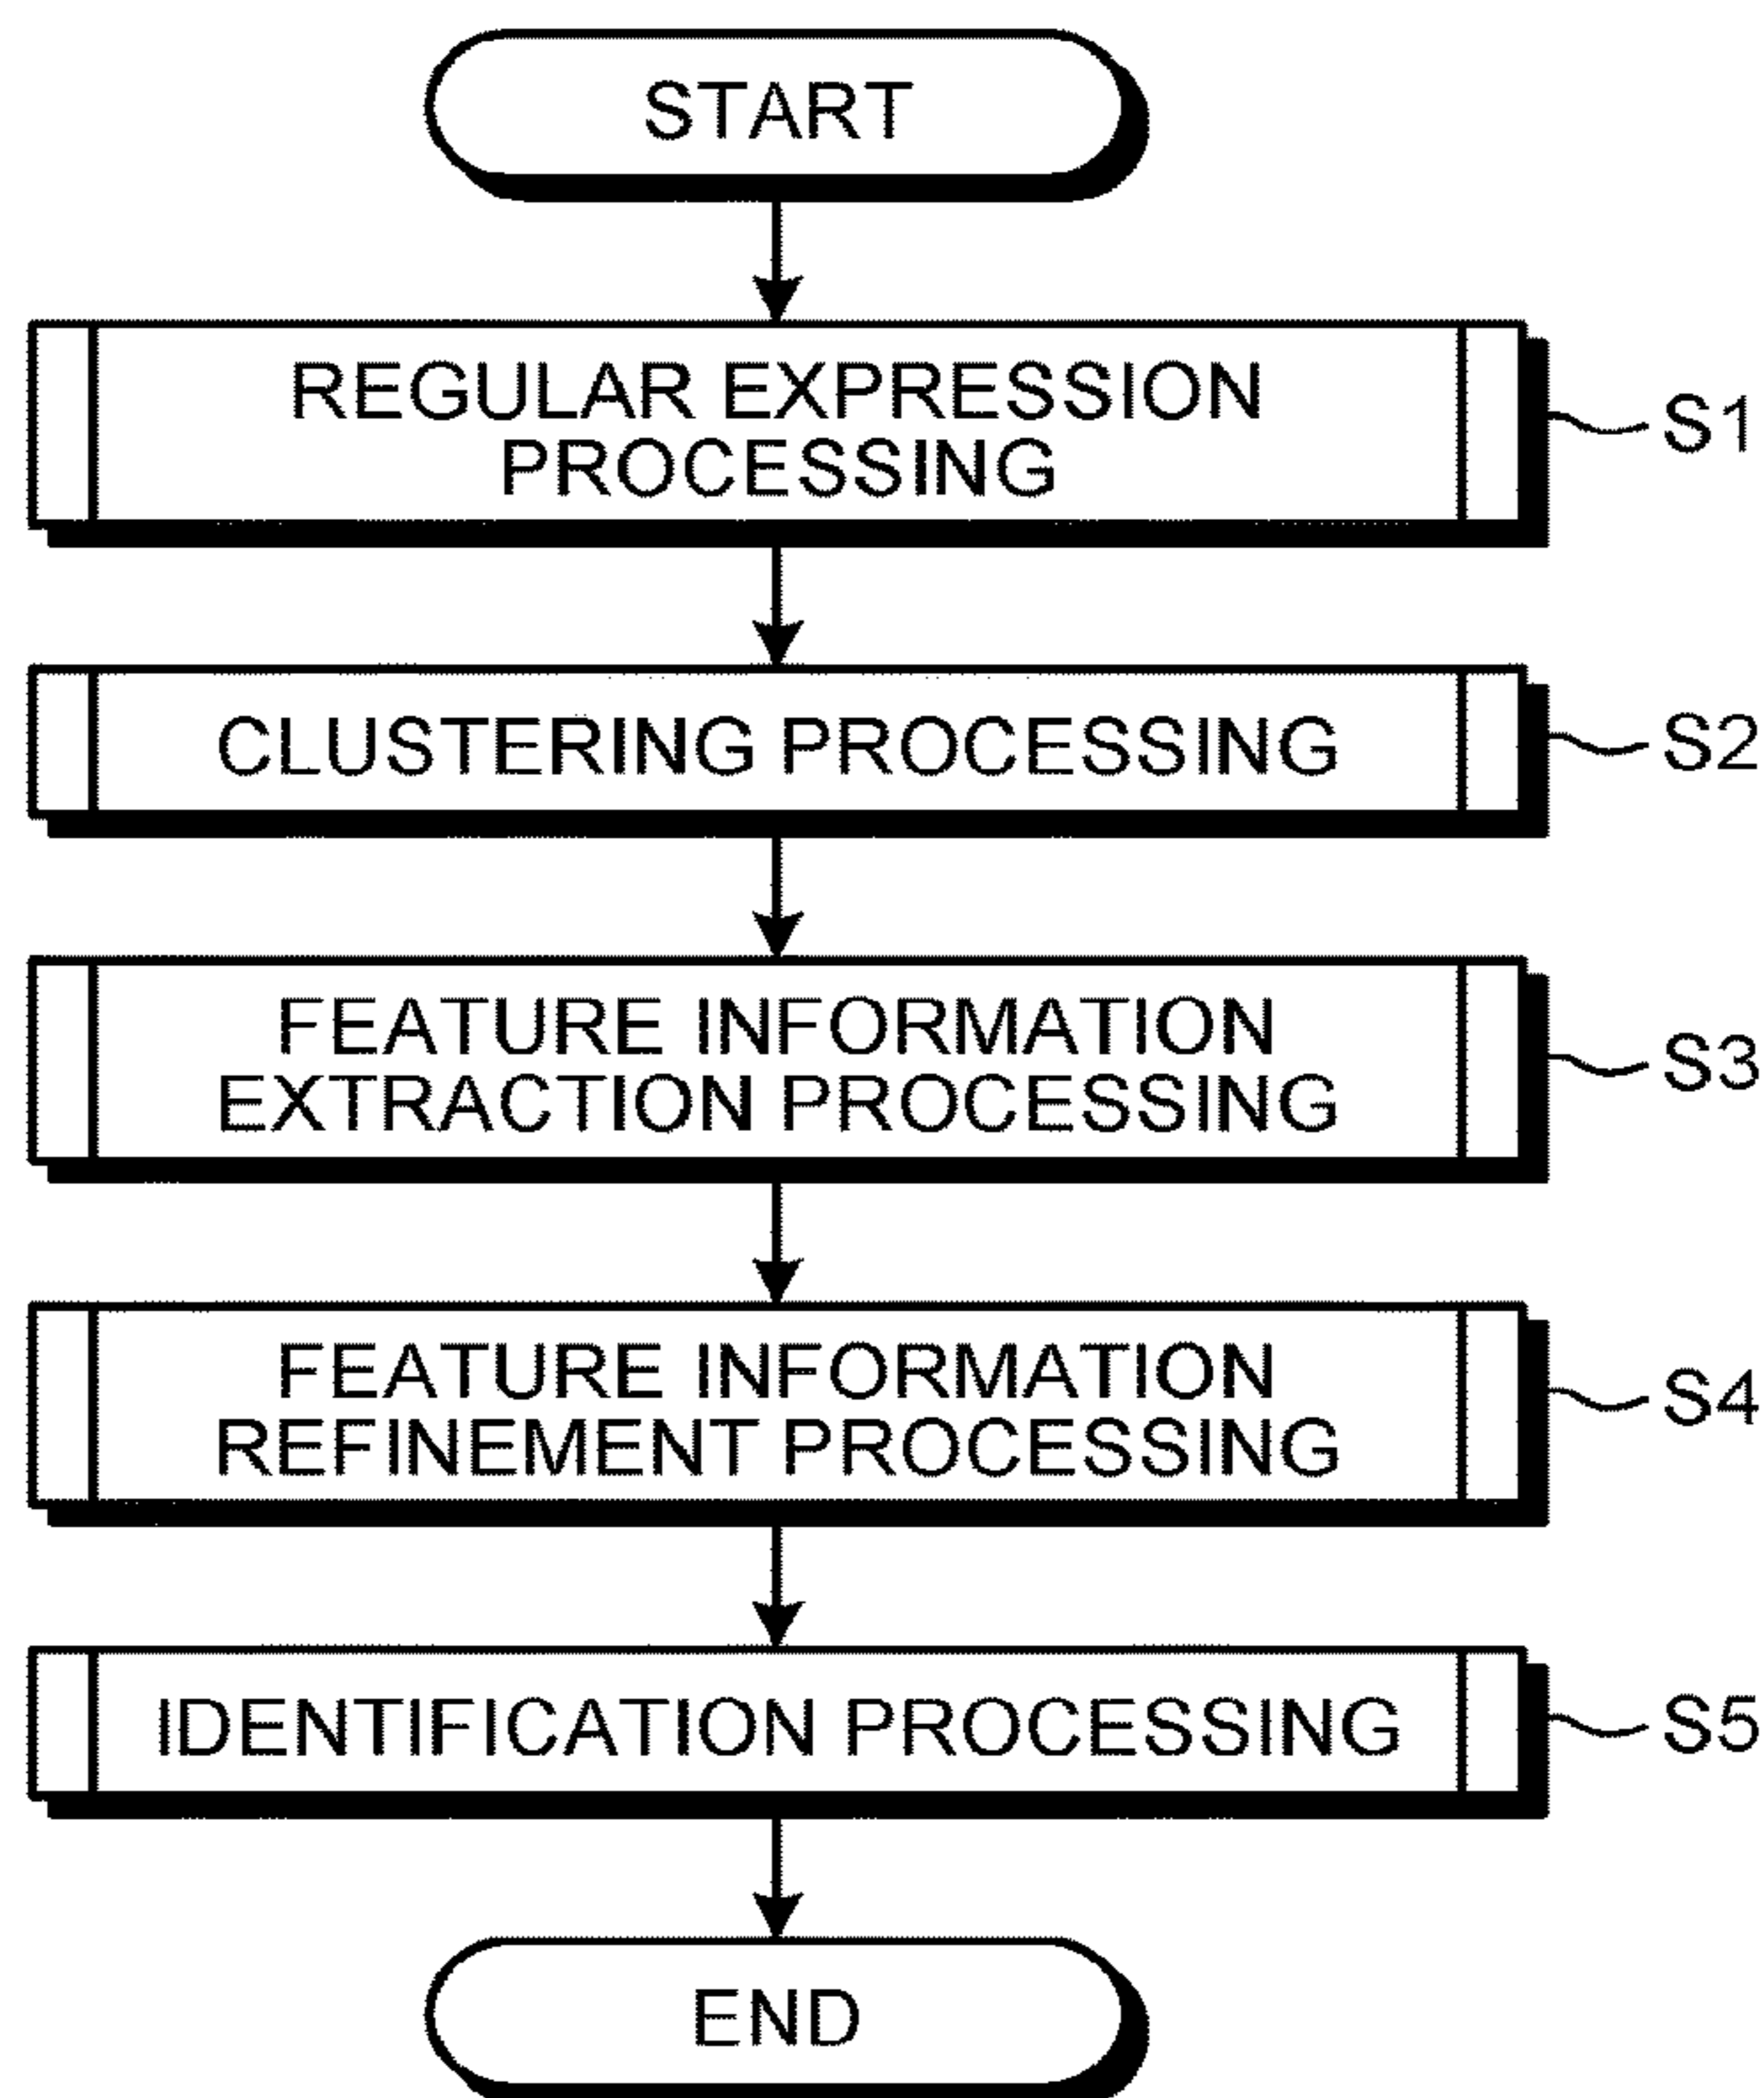 START
REGULAR EXPRESSION
PROCESSING
S1
CLUSTERING PROCESSING
S2
FEATURE INFORMATION
EXTRACTION PROCESSING
S3
FEATURE INFORMATION
REFINEMENT PROCESSING
S4
IDENTIFICATION PROCESSING
S5
END